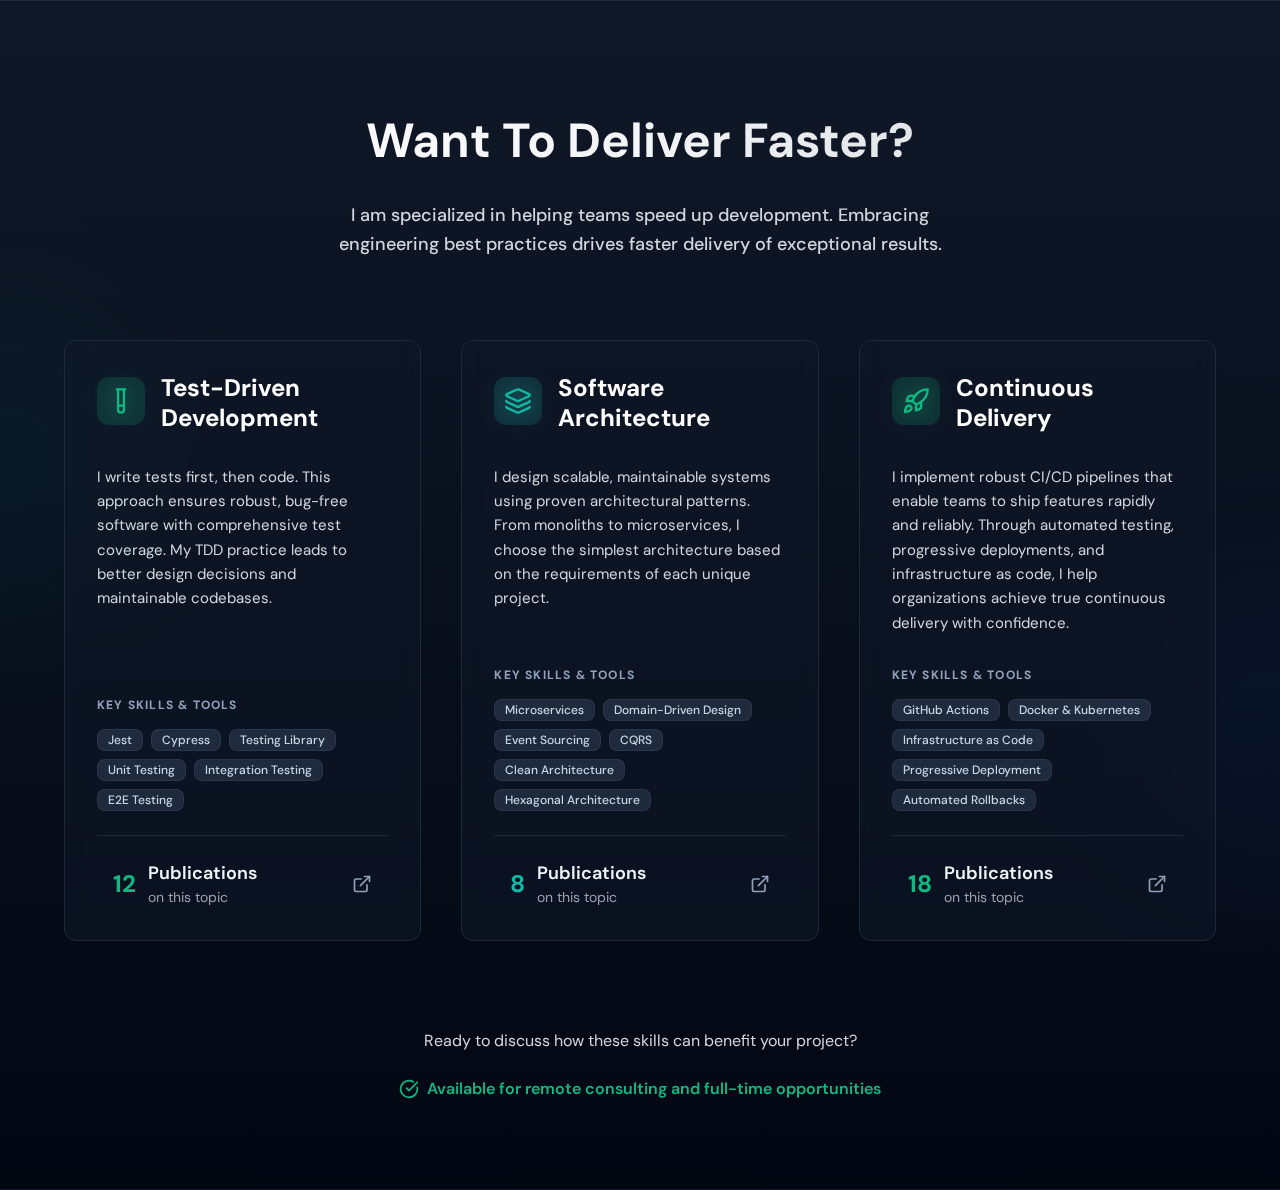 Want To Deliver Faster?
I am specialized in helping teams speed up development. Embracing
engineering best practices drives faster delivery of exceptional results.
Test-Driven
Development
I write tests first, then code. This
approach ensures robust, bug-free
software with comprehensive test
coverage. My TDD practice leads to
better design decisions and
maintainable codebases.
KEY SKILLS & TOOLS
Jest Cypress Testing Library
Unit Testing Integration Testing
E2E Testing
12 Publications
on this topic
Software
Architecture
I design scalable, maintainable systems
using proven architectural patterns.
From monoliths to microservices, I
choose the simplest architecture based
on the requirements of each unique
project.
KEY SKILLS & TOOLS
Microservices Domain-Driven Design
Event Sourcing CQRS
Clean Architecture
Hexagonal Architecture
8 Publications
on this topic
Continuous
Delivery
I implement robust CI/CD pipelines that
enable teams to ship features rapidly
and reliably. Through automated testing,
progressive deployments, and
infrastructure as code, I help
organizations achieve true continuous
delivery with confidence.
KEY SKILLS & TOOLS
GitHub Actions Docker & Kubernetes
Infrastructure as Code
Progressive Deployment
Automated Rollbacks
18 Publications
on this topic
Ready to discuss how these skills can benefit your project?
Available for remote consulting and full-time opportunities